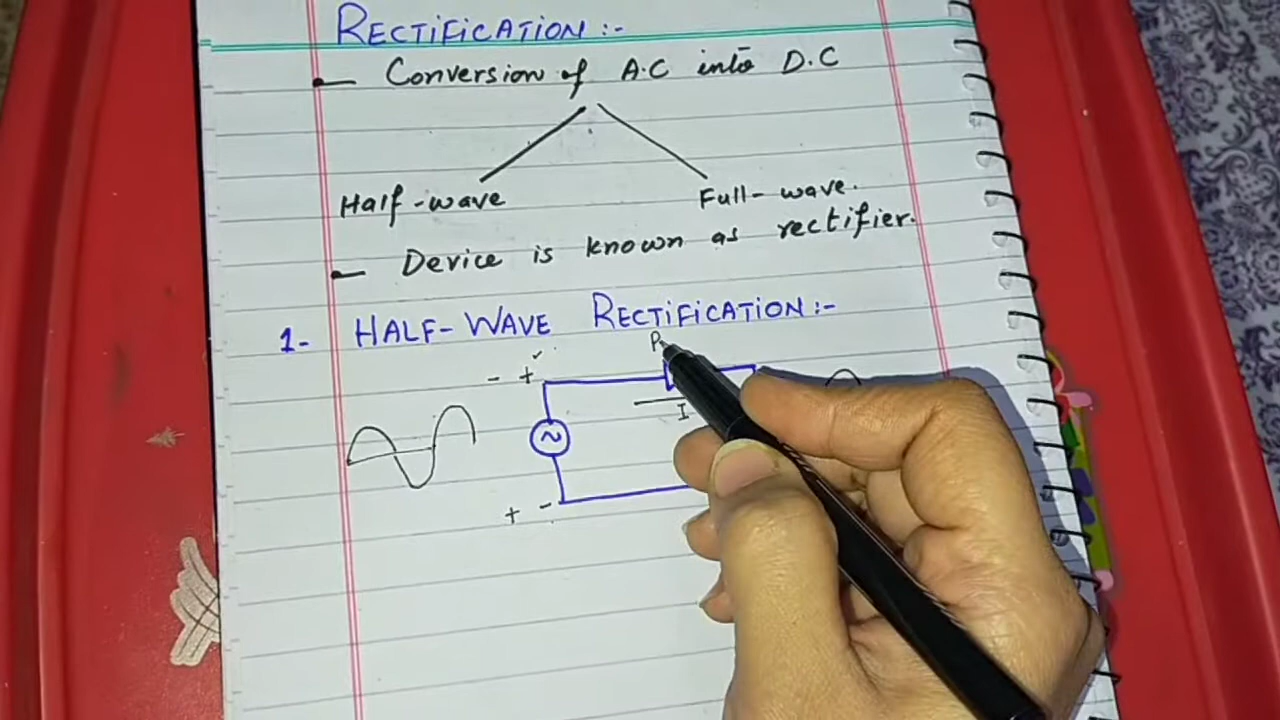 RECTIFICATION :-
Conversion of A.C into D.C
Half-wave Full-wave.
Device is known as rectifier.
1- HALF-WAVE RECTIFICATION:-
P
- +
I
~
+ -